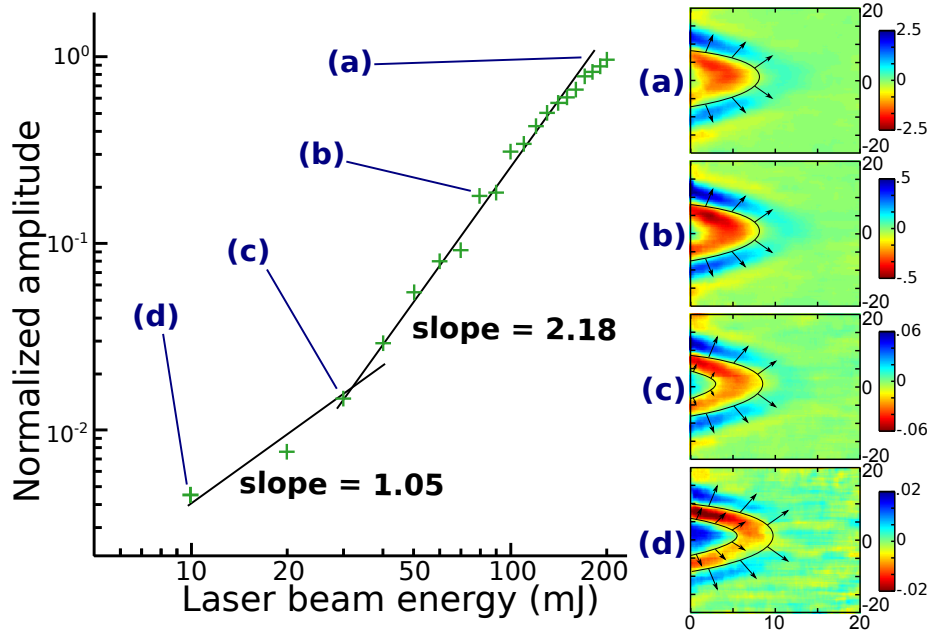 Normalized amplitude
10⁰
10⁻¹
10⁻²
(a)
(b)
(c)
(d)
slope = 2.18
slope = 1.05
10 20 50 100 200
Laser beam energy (mJ)
(a)
20
0
-20
2.5
0
-2.5
(b)
20
0
-20
.5
0
-.5
(c)
20
0
-20
.06
0
-.06
(d)
20
0
-20
.02
0
-.02
0 5 10 20